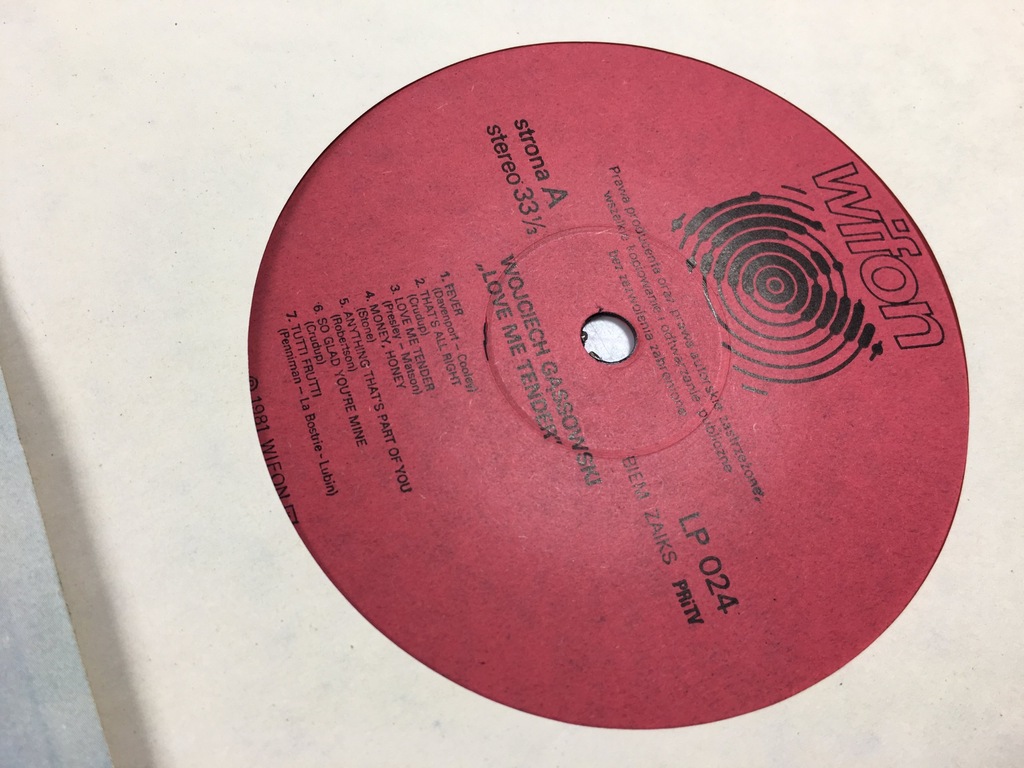 wifon
Prawa producenta oraz prawa autorskie zastrzeżone,
wszelkie kopiowanie, odtwarzanie publiczne
bez zezwolenia zabronione
strona A
stereo 33⅓
LP 024
BIEM ZAIKS PRiTV
WOJCIECH GĄSSOWSKI
„LOVE ME TENDER”
1. FEVER
(Davenport – Cooley)
2. THAT'S ALL RIGHT
(Crudup)
3. LOVE ME TENDER
(Presley – Matson)
4. MONEY, HONEY
(Stone)
5. ANYTHING THAT'S PART OF YOU
(Robertson)
6. SO GLAD YOU'RE MINE
(Crudup)
7. TUTTI FRUTTI
(Penniman – La Bostrie - Lubin)
℗ 1981 WIFON